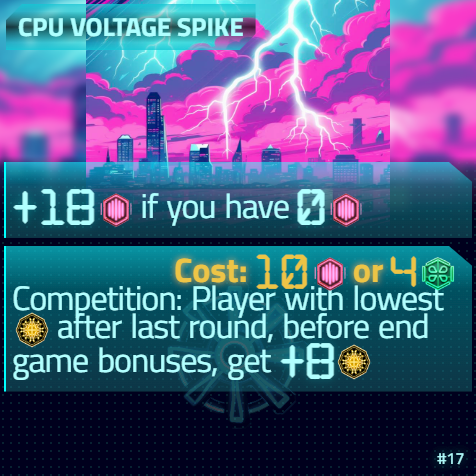 CPU VOLTAGE SPIKE
+18 if you have 0
Cost: 10 or 4
Competition: Player with lowest
after last round, before end
game bonuses, get +8
#17